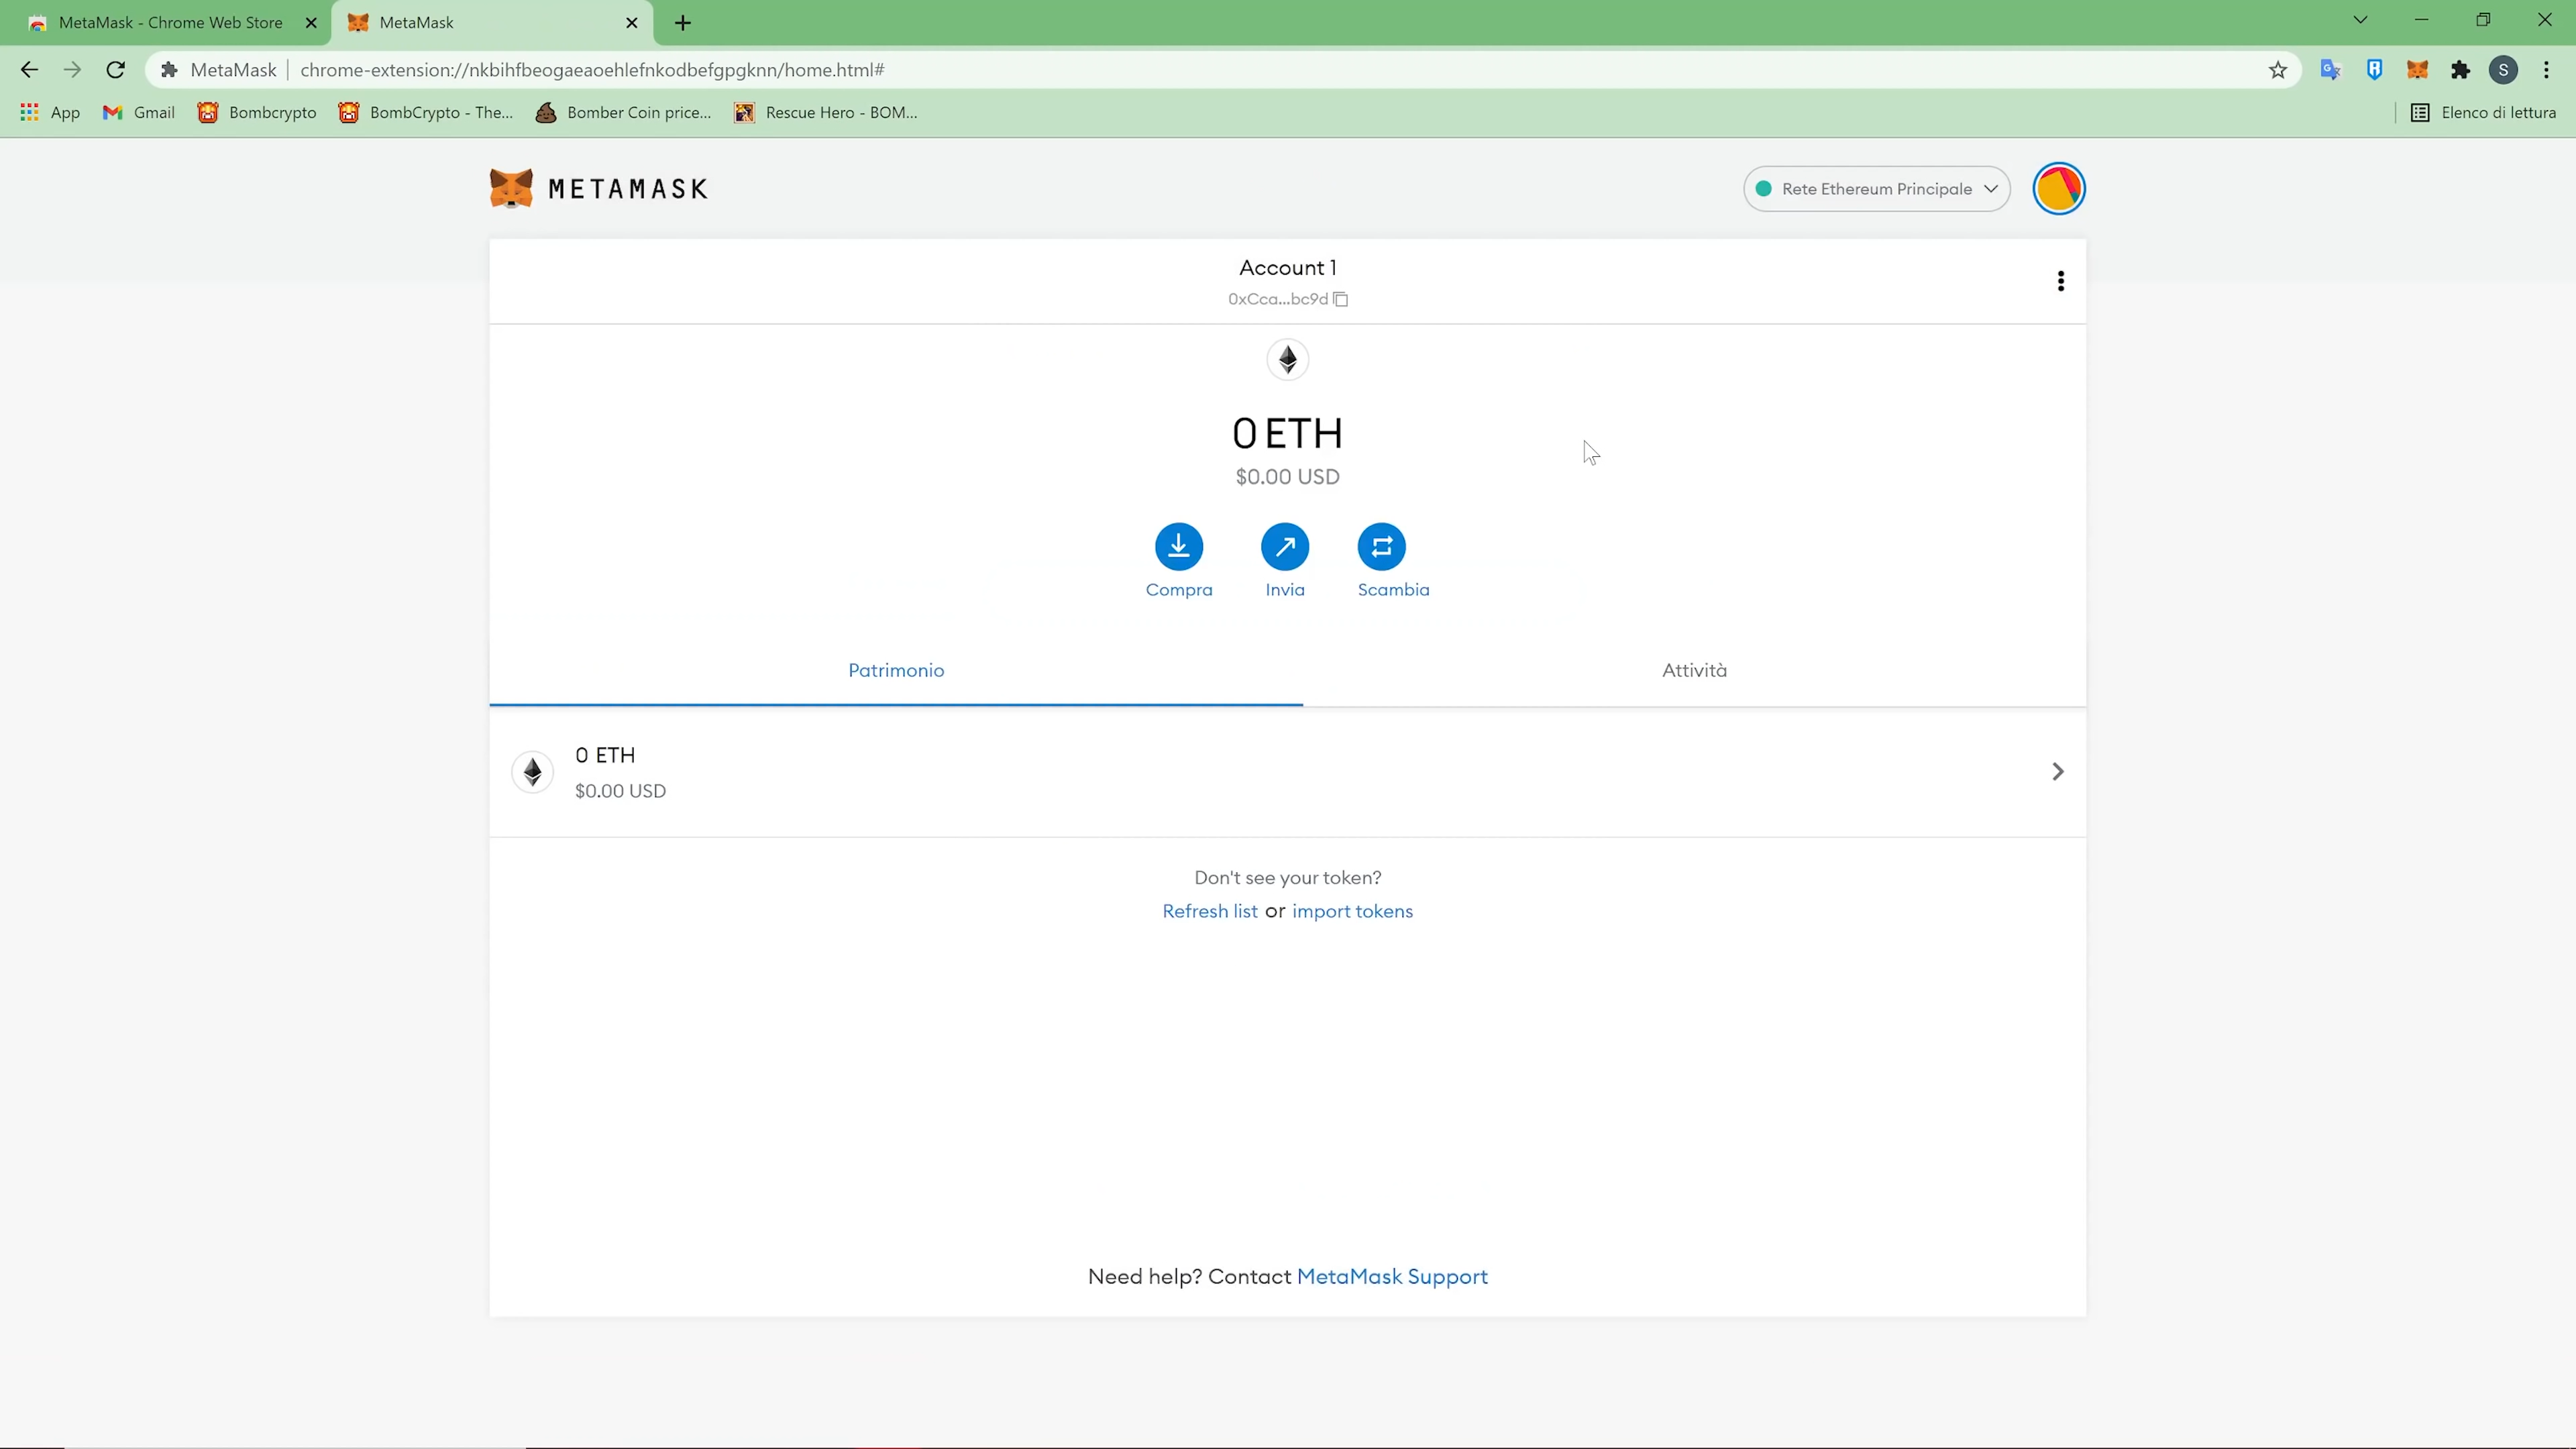 MetaMask - Chrome Web Store
MetaMask
MetaMask
chrome-extension://nkbihfbeogaeaoehlefnkodbefgpgknn/home.html#
S
App
Gmail
Bombcrypto
BombCrypto - The...
Bomber Coin price...
Rescue Hero - BOM...
Elenco di lettura
METAMASK
Rete Ethereum Principale
Account 1
0xCca...bc9d
0 ETH
$0.00 USD
Compra
Invia
Scambia
Patrimonio
Attività
0 ETH
$0.00 USD
Don't see your token?
Refresh list or import tokens
Need help? Contact MetaMask Support